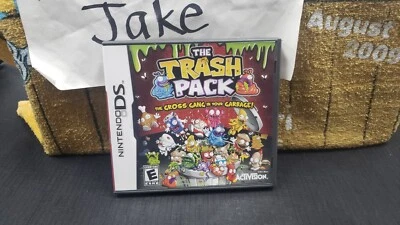 Jake
August
2009
THE
TRASH
PACK
THE GROSS GANG IN YOUR GARBAGE!
NINTENDO DS
E
ACTIVISION